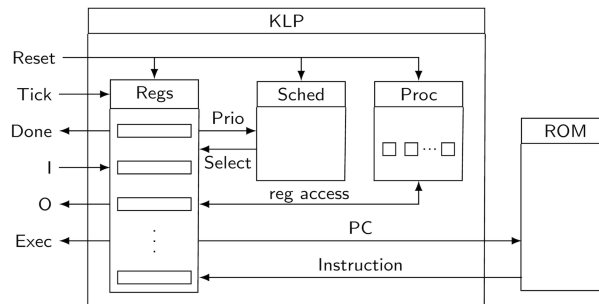 KLP
Reset
Tick
Regs
Sched
Proc
Done
Prio
ROM
I
Select
O
reg access
Exec
PC
Instruction